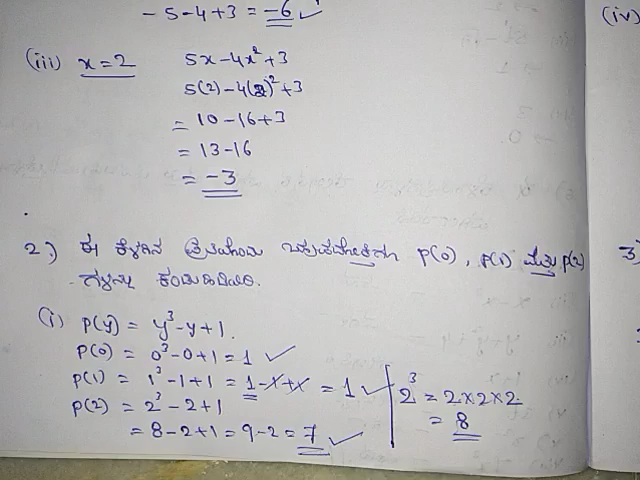 -5-4+3 = -6 ✓
(iv)
(iii) x=2 5x-4x²+3
5(2)-4(2)²+3
= 10-16+3
= 13-16
= -3
2.) ಈ ಕೆಳಗಿನ ಪ್ರತಿಯೊಂದು ಬಹುಪದೋಕ್ತಿಗೂ p(0), p(1) ಮತ್ತು p(2)
ಗಳನ್ನು ಕಂಡುಹಿಡಿಯಿರಿ.
3)
(i) p(y) = y³-y+1.
p(0) = 0³-0+1 = 1 ✓
p(1) = 1³-1+1 = 1-1+1 = 1 ✓
p(2) = 2³-2+1
= 8-2+1 = 9-2 = 7 ✓
2³ = 2×2×2
= 8